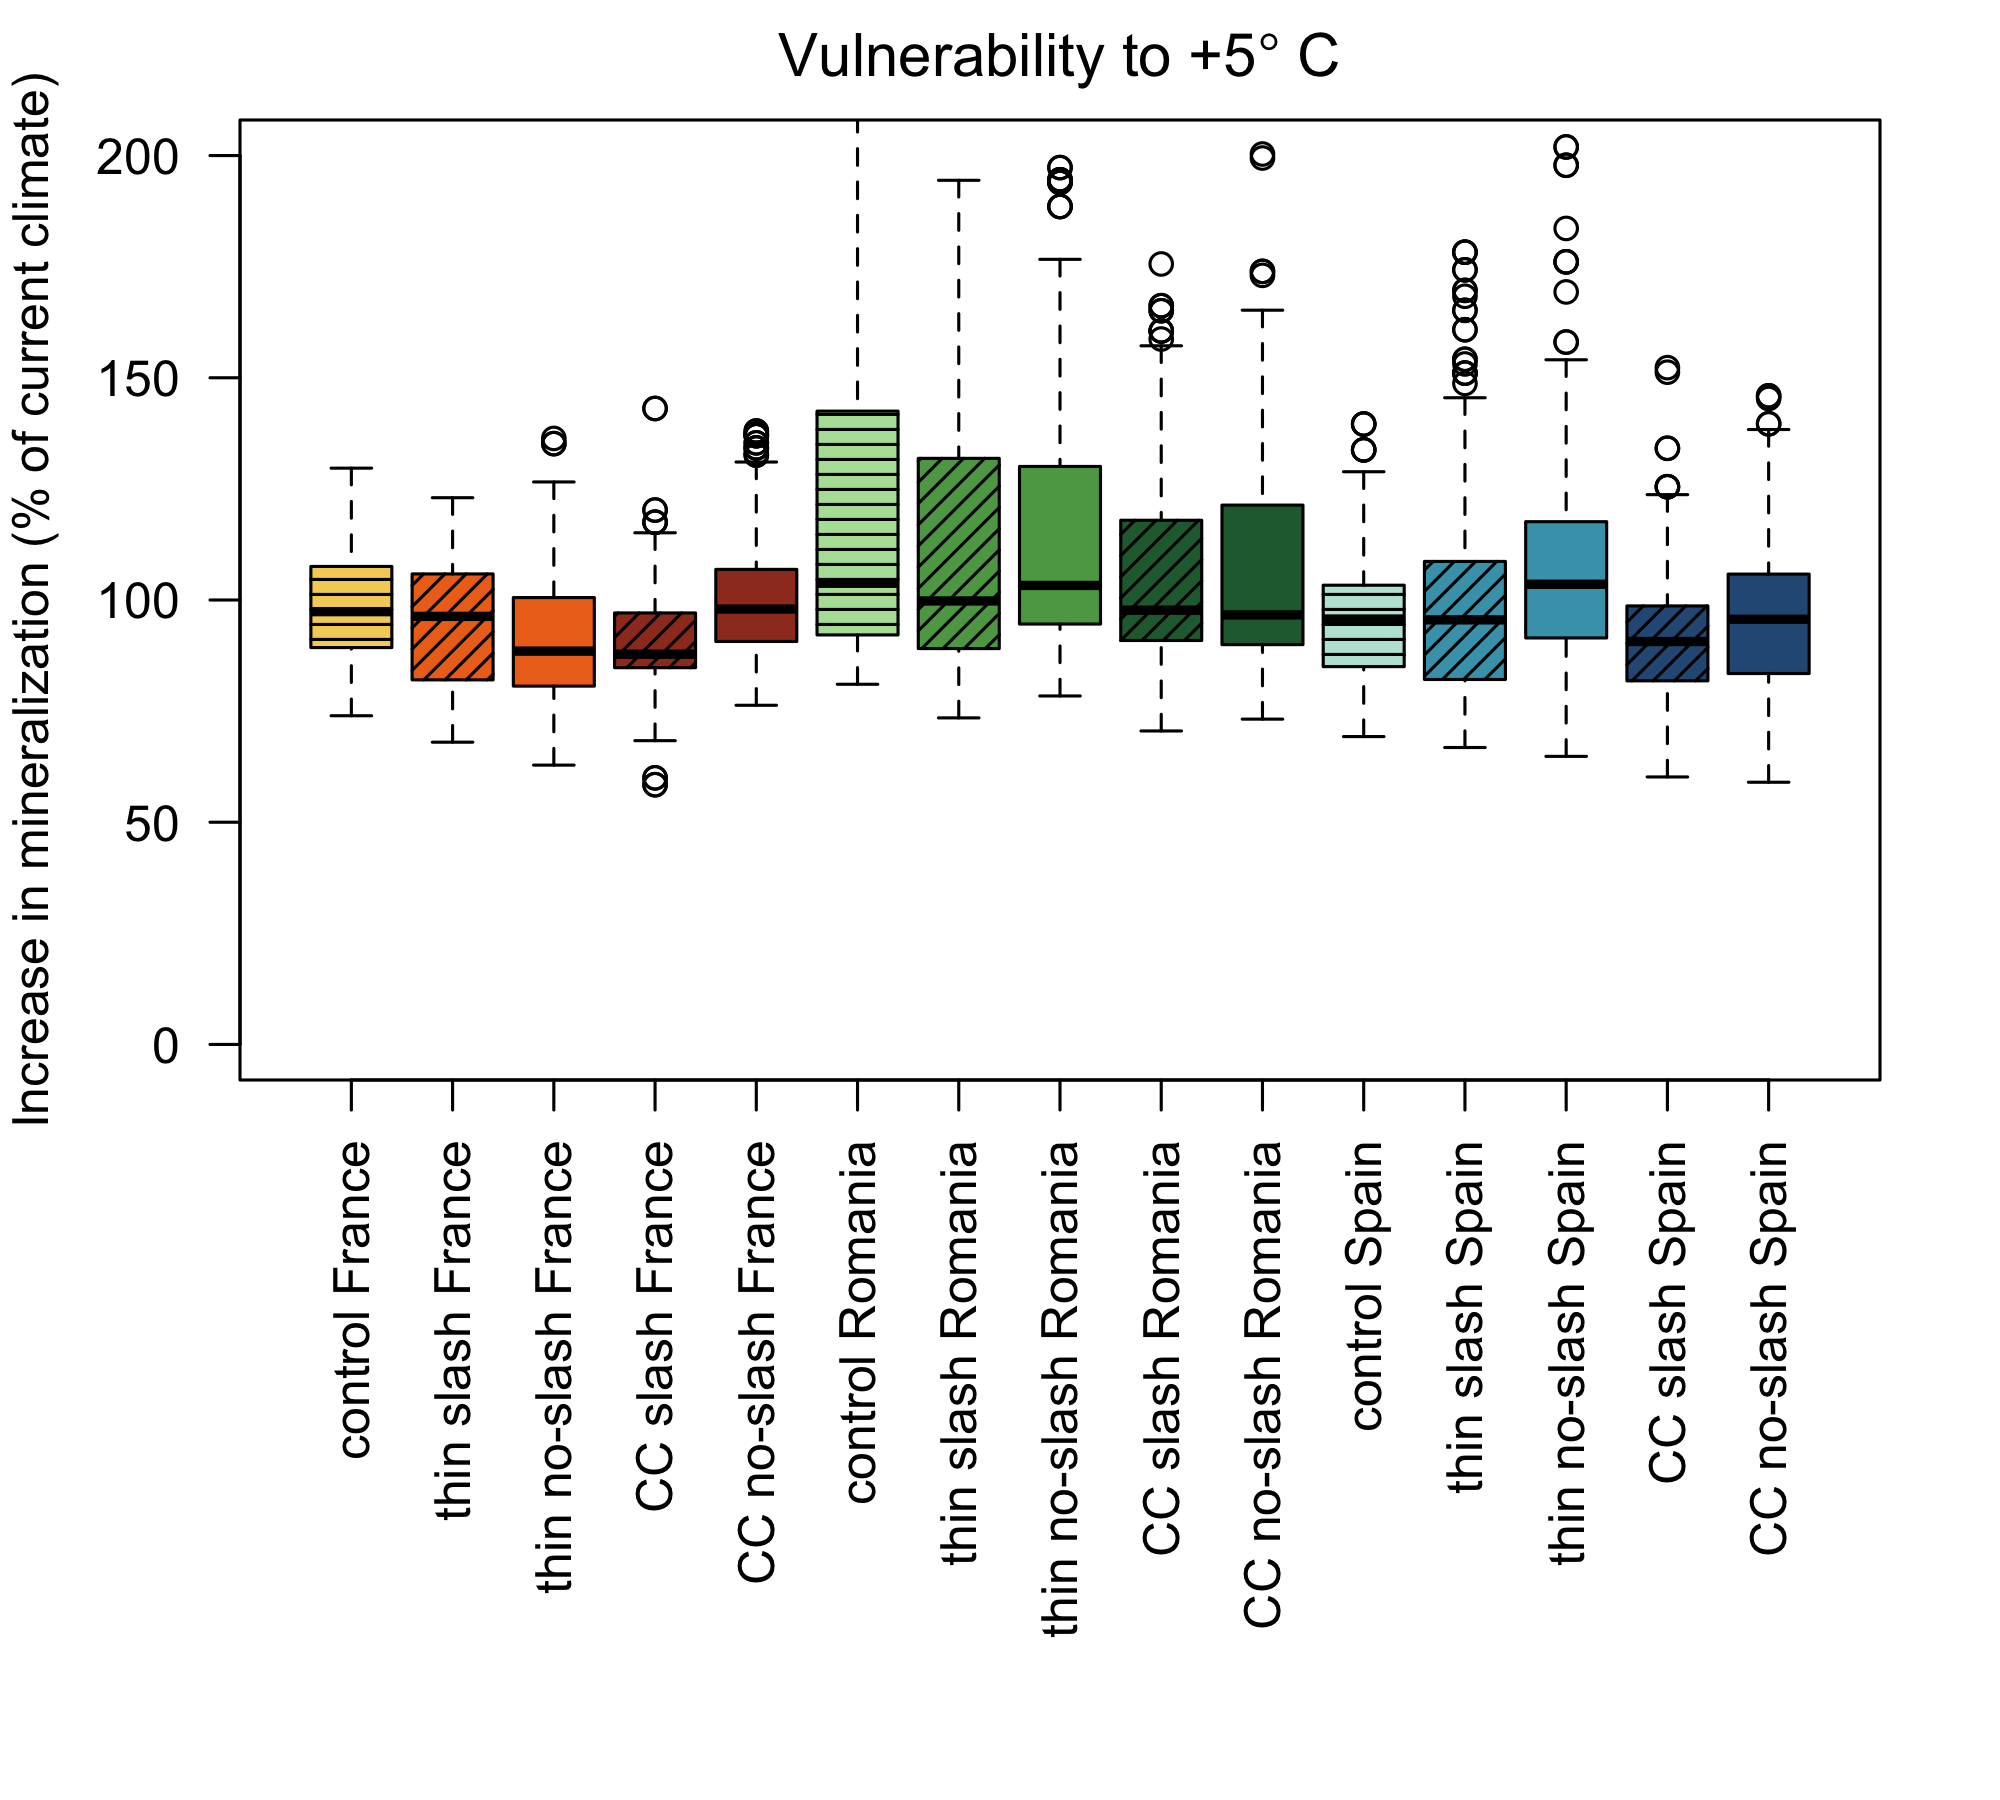 Vulnerability to +5° C
Increase in mineralization (% of current climate)
200
150
100
50
0
control France
thin slash France
thin no-slash France
CC slash France
CC no-slash France
control Romania
thin slash Romania
thin no-slash Romania
CC slash Romania
CC no-slash Romania
control Spain
thin slash Spain
thin no-slash Spain
CC slash Spain
CC no-slash Spain